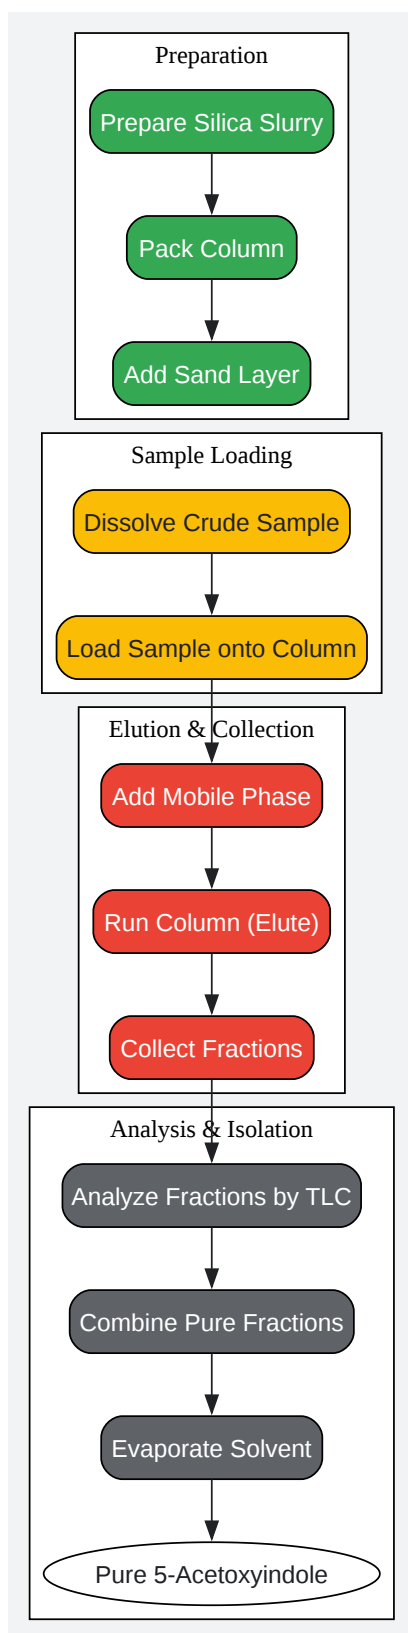 Preparation
Prepare Silica Slurry
Pack Column
Add Sand Layer
Sample Loading
Dissolve Crude Sample
Load Sample onto Column
Elution & Collection
Add Mobile Phase
Run Column (Elute)
Collect Fractions
Analysis & Isolation
Analyze Fractions by TLC
Combine Pure Fractions
Evaporate Solvent
Pure 5-Acetoxyindole